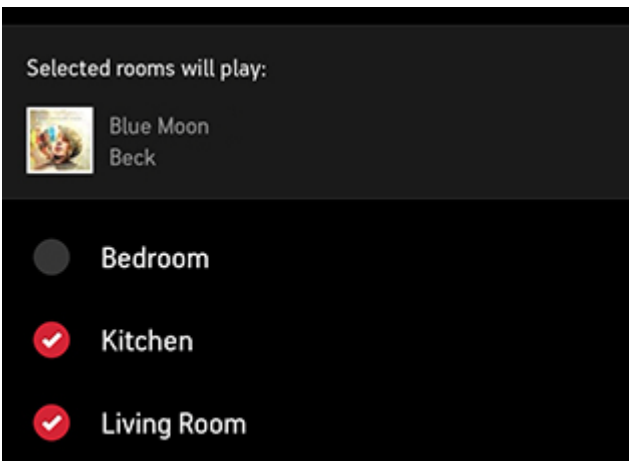 Selected rooms will play:
Blue Moon
Beck
Bedroom
Kitchen
Living Room